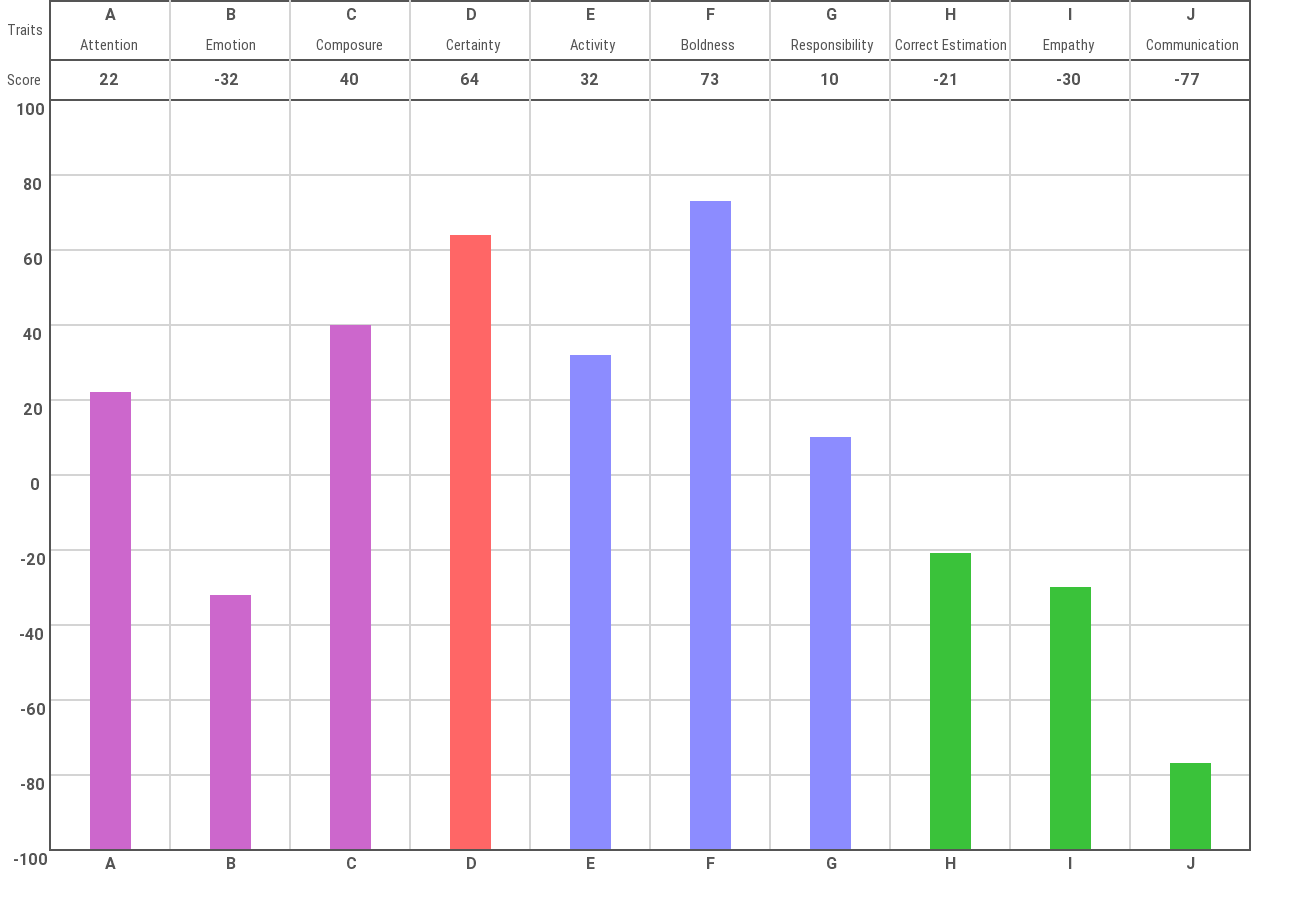 A B C D E F G H I J
Traits
Attention Emotion Composure Certainty Activity Boldness Responsibility Correct Estimation Empathy Communication
Score 22 -32 40 64 32 73 10 -21 -30 -77
100
80
60
40
20
0
-20
-40
-60
-80
-100
A B C D E F G H I J